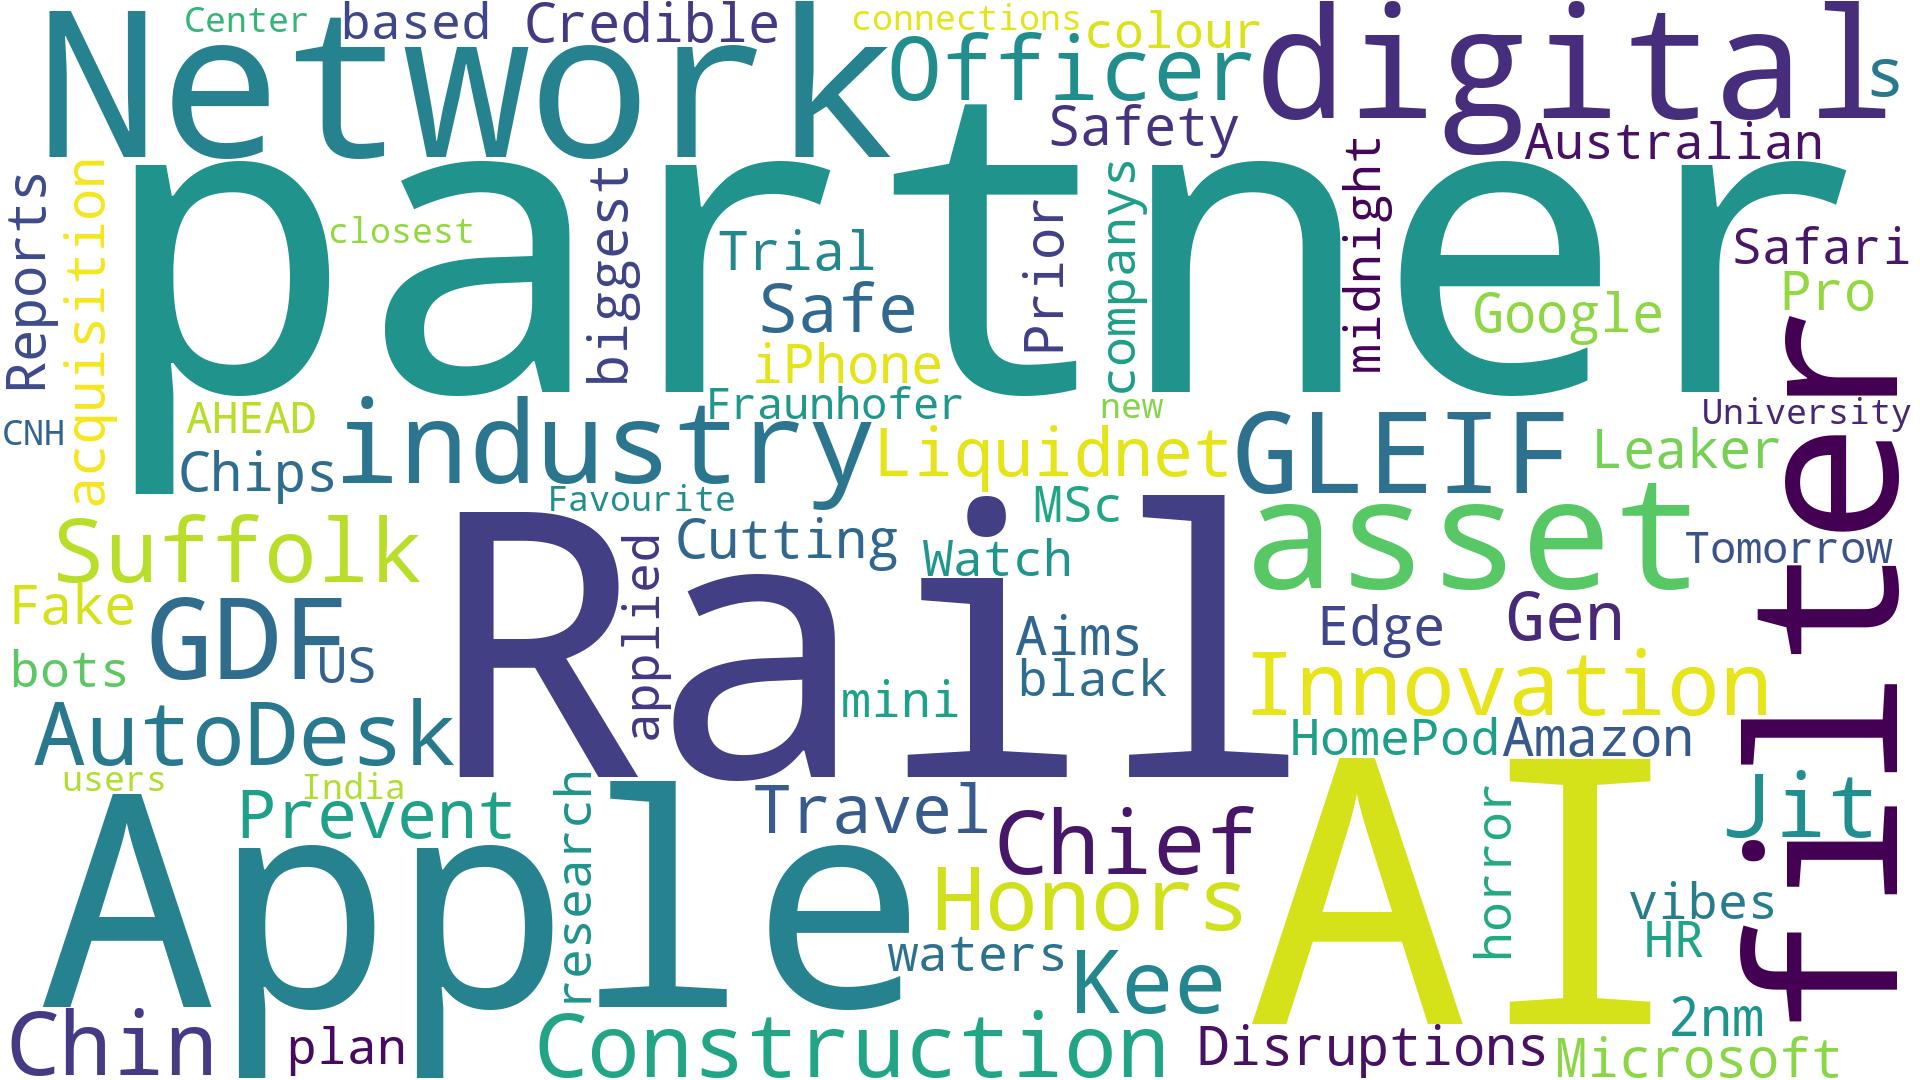 Center
based
Credible
connections
colour
Network
Officer
digital
s
Safety
Australian
partner
Reports
acquisition
closest
biggest
Trial
Prior
companys
midnight
Safari
Safe
Google
Pro
iPhone
Fraunhofer
new
University
CNH
AHEAD
industry
Liquidnet
GLEIF
Leaker
filter
Chips
Favourite
MSc
asset
Suffolk
Rail
applied
Cutting
Watch
Tomorrow
Fake
GDF
US
Aims
Edge
Gen
bots
black
mini
Innovation
AutoDesk
HomePod
Amazon
users
India
Apple
Prevent
research
Travel
Chief
AI
horror
Jit
Honors
vibes
HR
waters
Kee
Chin
plan
Construction
Disruptions
2nm
Microsoft